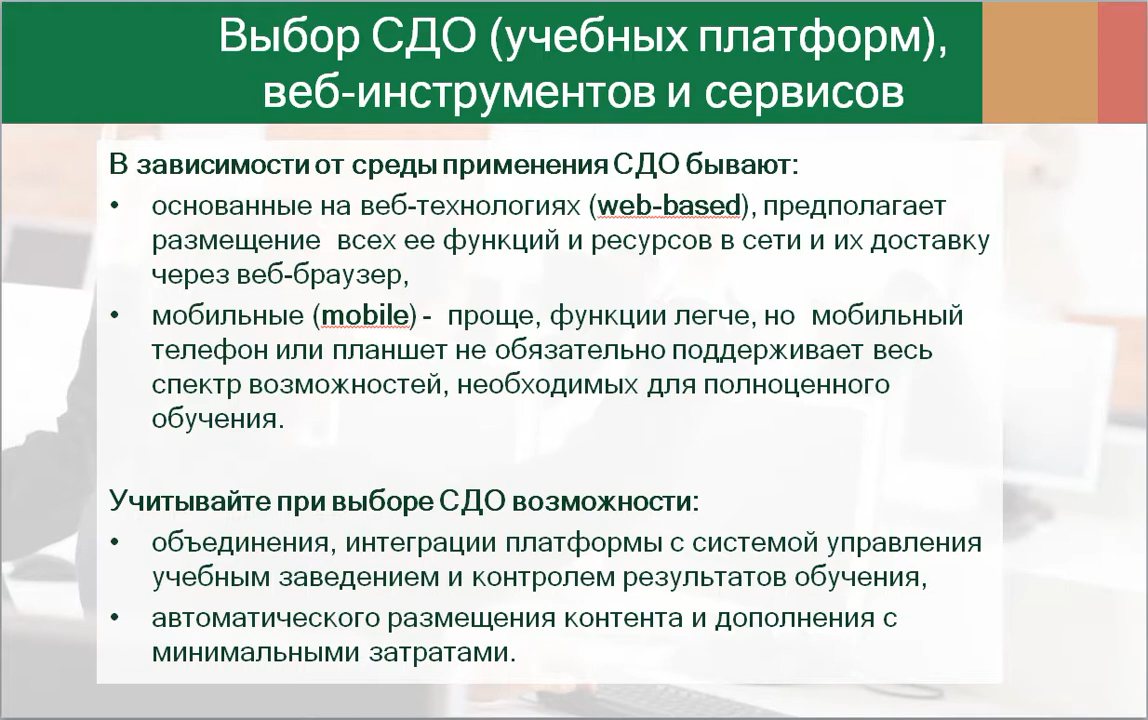 Выбор СДО (учебных платформ),
веб-инструментов и сервисов
В зависимости от среды применения СДО бывают:
• основанные на веб-технологиях (web-based), предполагает
размещение всех ее функций и ресурсов в сети и их доставку
через веб-браузер,
• мобильные (mobile) - проще, функции легче, но мобильный
телефон или планшет не обязательно поддерживает весь
спектр возможностей, необходимых для полноценного
обучения.
Учитывайте при выборе СДО возможности:
• объединения, интеграции платформы с системой управления
учебным заведением и контролем результатов обучения,
• автоматического размещения контента и дополнения с
минимальными затратами.